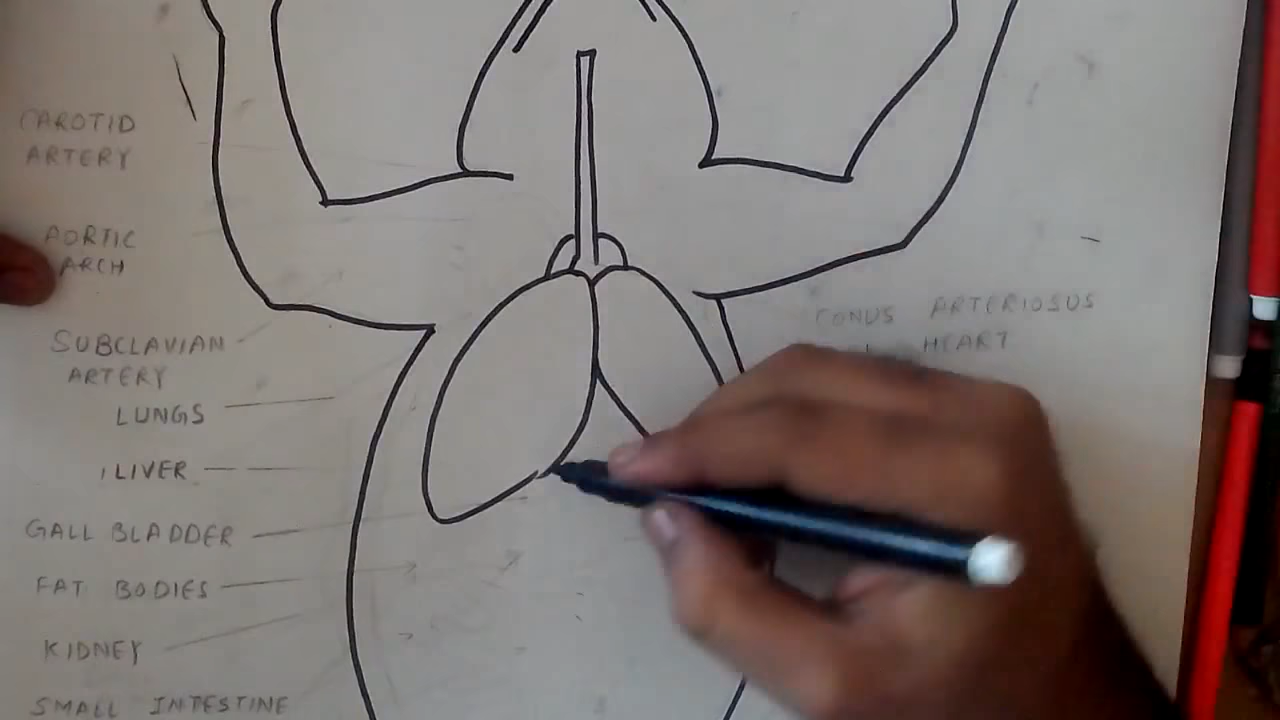 CAROTID
ARTERY
AORTIC
ARCH
SUBCLAVIAN
ARTERY
LUNGS
LIVER
GALL BLADDER
FAT BODIES
KIDNEY
SMALL INTESTINE
CONUS ARTERIOSUS
HEART